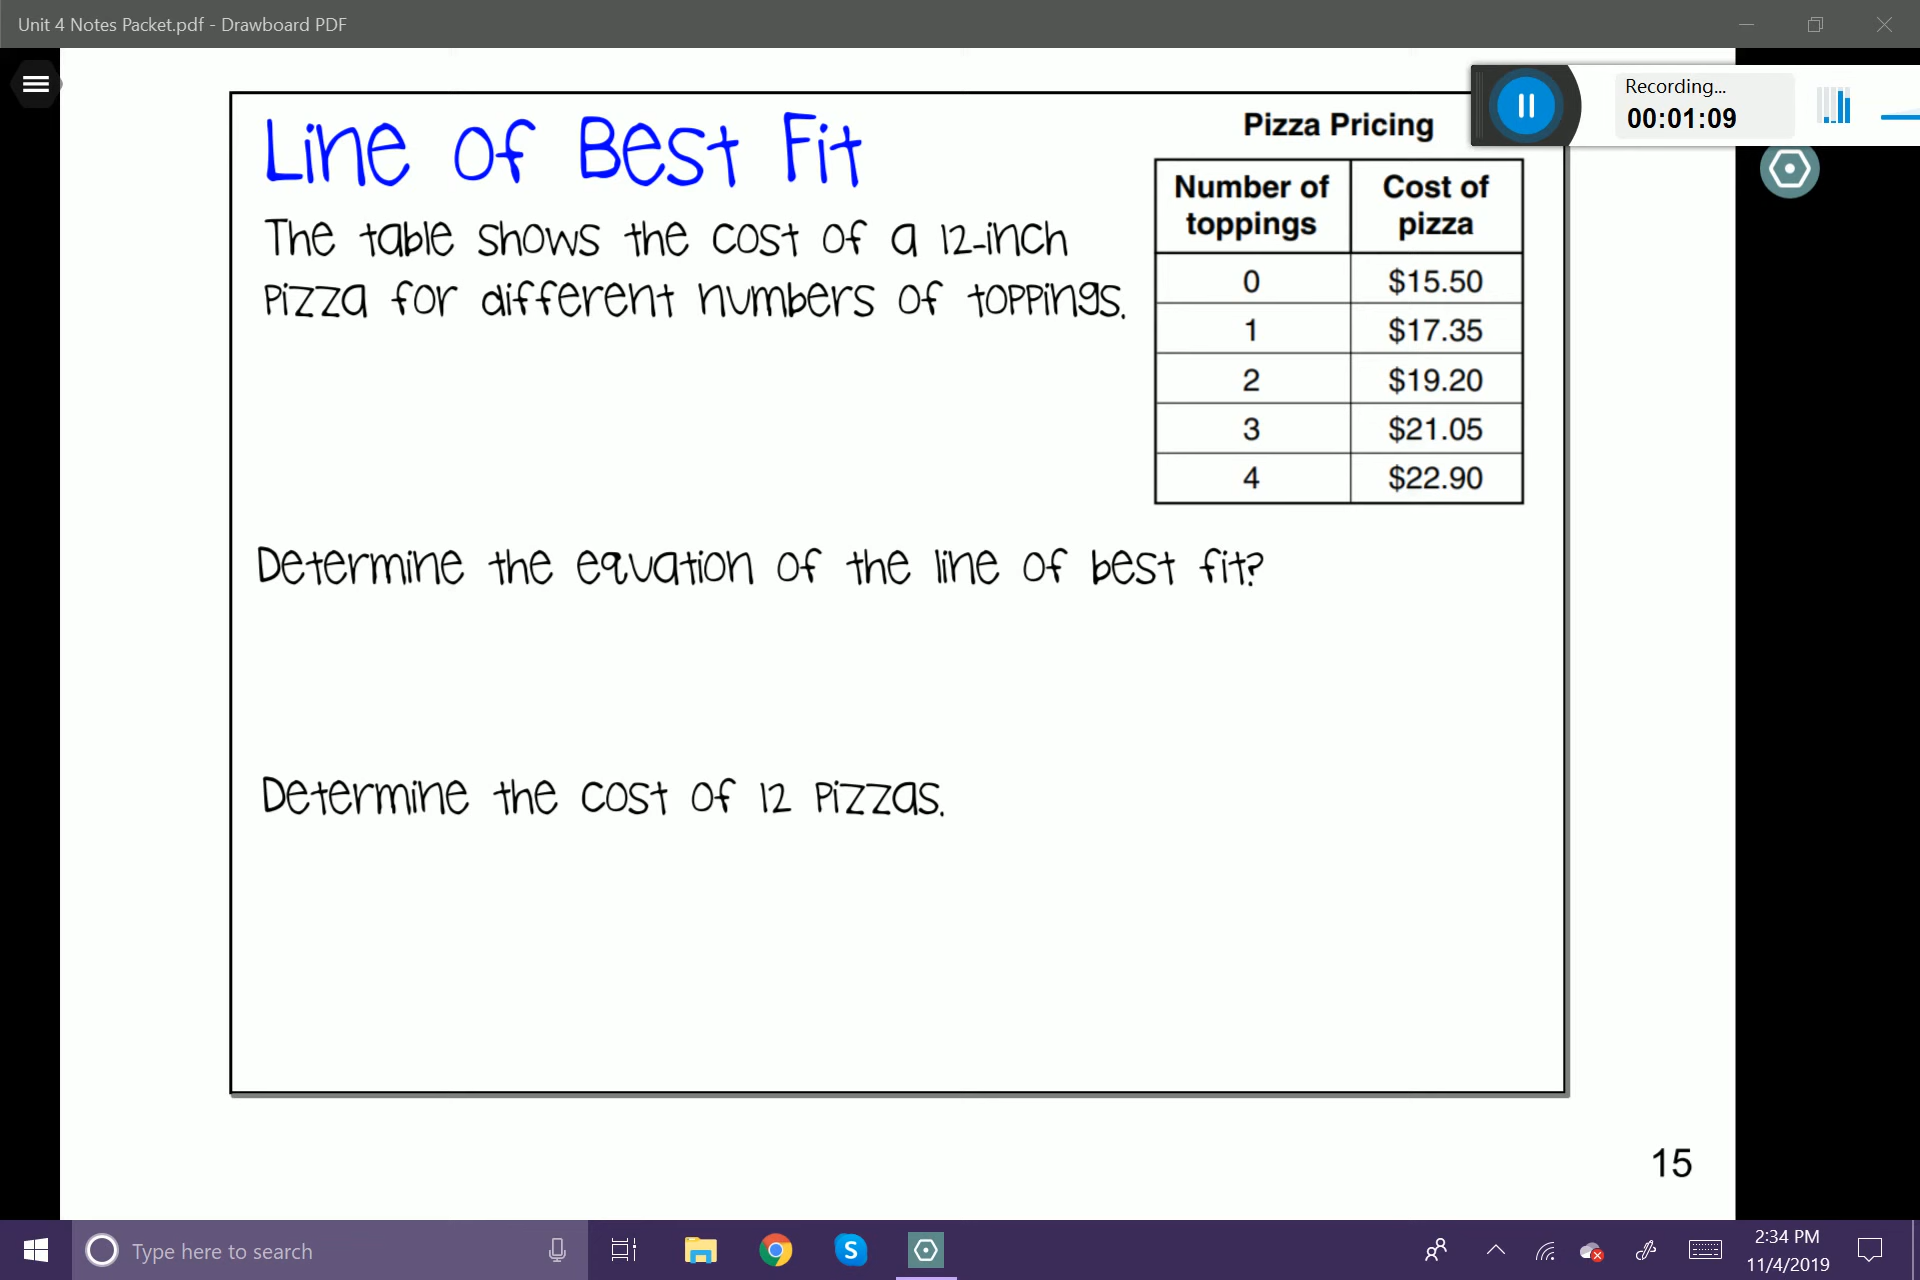 Unit 4 Notes Packet.pdf - Drawboard PDF
Recording...
00:01:09
Line of Best Fit
The table shows the cost of a 12-inch
pizza for different numbers of toppings.
Pizza Pricing
Number of toppings Cost of pizza
0 $15.50
1 $17.35
2 $19.20
3 $21.05
4 $22.90
Determine the equation of the line of best fit?
Determine the cost of 12 pizzas.
15
Type here to search
2:34 PM
11/4/2019